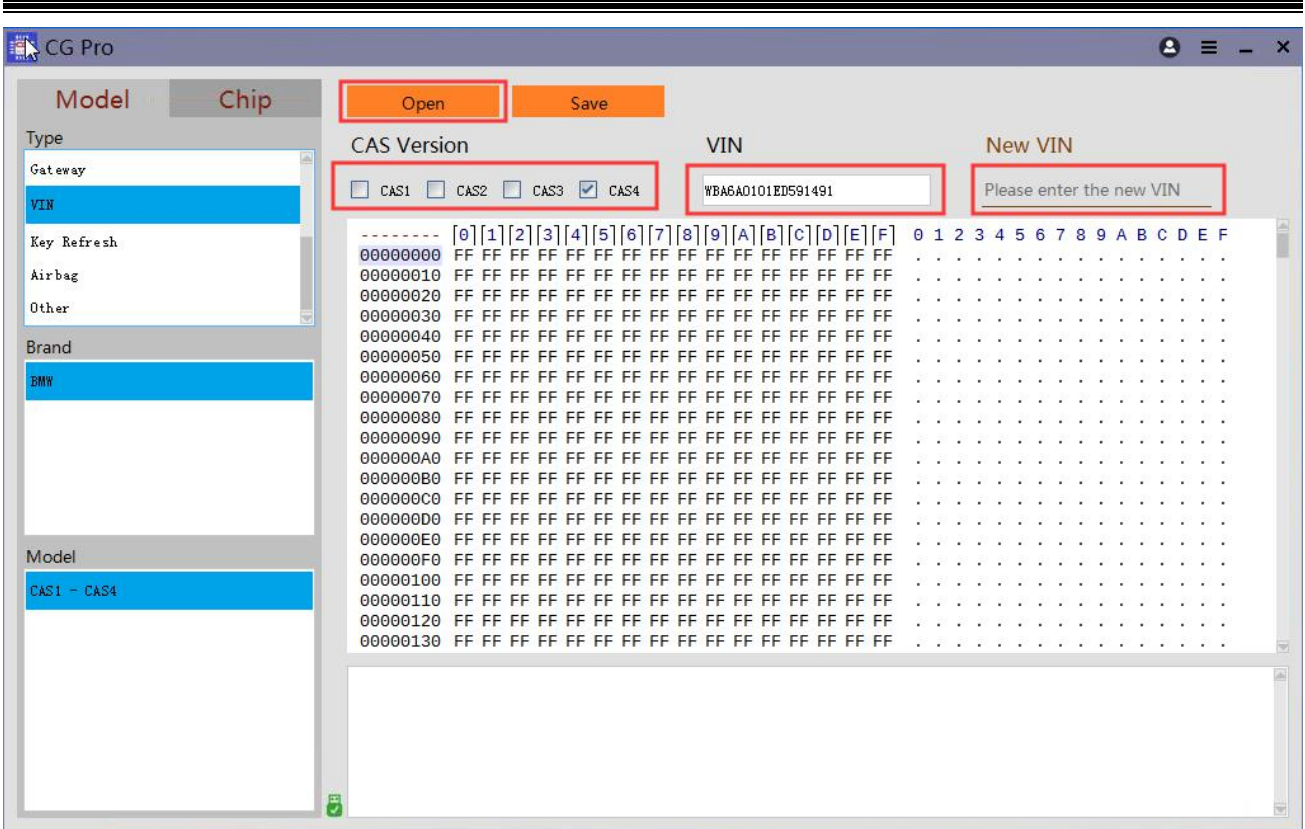 CG Pro
Model Chip
Open Save
Type
CAS Version VIN New VIN
Gateway
CAS1 CAS2 CAS3 CAS4 WBA6A0101ED591491 Please enter the new VIN
VIN
Key Refresh
Airbag
Other
Brand
BMW
Model
CAS1 - CAS4
-------- [0][1][2][3][4][5][6][7][8][9][A][B][C][D][E][F] 0 1 2 3 4 5 6 7 8 9 A B C D E F
00000000 FF FF FF FF FF FF FF FF FF FF FF FF FF FF FF FF . . . . . . . . . . . . . . . .
00000010 FF FF FF FF FF FF FF FF FF FF FF FF FF FF FF FF . . . . . . . . . . . . . . . .
00000020 FF FF FF FF FF FF FF FF FF FF FF FF FF FF FF FF . . . . . . . . . . . . . . . .
00000030 FF FF FF FF FF FF FF FF FF FF FF FF FF FF FF FF . . . . . . . . . . . . . . . .
00000040 FF FF FF FF FF FF FF FF FF FF FF FF FF FF FF FF . . . . . . . . . . . . . . . .
00000050 FF FF FF FF FF FF FF FF FF FF FF FF FF FF FF FF . . . . . . . . . . . . . . . .
00000060 FF FF FF FF FF FF FF FF FF FF FF FF FF FF FF FF . . . . . . . . . . . . . . . .
00000070 FF FF FF FF FF FF FF FF FF FF FF FF FF FF FF FF . . . . . . . . . . . . . . . .
00000080 FF FF FF FF FF FF FF FF FF FF FF FF FF FF FF FF . . . . . . . . . . . . . . . .
00000090 FF FF FF FF FF FF FF FF FF FF FF FF FF FF FF FF . . . . . . . . . . . . . . . .
000000A0 FF FF FF FF FF FF FF FF FF FF FF FF FF FF FF FF . . . . . . . . . . . . . . . .
000000B0 FF FF FF FF FF FF FF FF FF FF FF FF FF FF FF FF . . . . . . . . . . . . . . . .
000000C0 FF FF FF FF FF FF FF FF FF FF FF FF FF FF FF FF . . . . . . . . . . . . . . . .
000000D0 FF FF FF FF FF FF FF FF FF FF FF FF FF FF FF FF . . . . . . . . . . . . . . . .
000000E0 FF FF FF FF FF FF FF FF FF FF FF FF FF FF FF FF . . . . . . . . . . . . . . . .
000000F0 FF FF FF FF FF FF FF FF FF FF FF FF FF FF FF FF . . . . . . . . . . . . . . . .
00000100 FF FF FF FF FF FF FF FF FF FF FF FF FF FF FF FF . . . . . . . . . . . . . . . .
00000110 FF FF FF FF FF FF FF FF FF FF FF FF FF FF FF FF . . . . . . . . . . . . . . . .
00000120 FF FF FF FF FF FF FF FF FF FF FF FF FF FF FF FF . . . . . . . . . . . . . . . .
00000130 FF FF FF FF FF FF FF FF FF FF FF FF FF FF FF FF . . . . . . . . . . . . . . . .